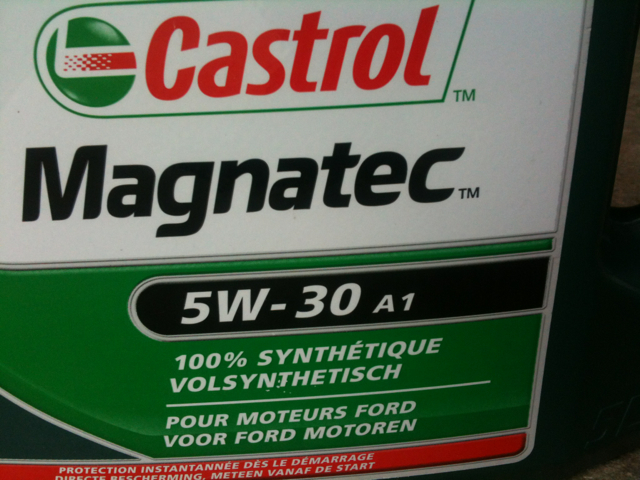 Castrol
TM
Magnatec
TM
5W-30 A1
100% SYNTHÉTIQUE
VOLSYNTHETISCH
POUR MOTEURS FORD
VOOR FORD MOTOREN
PROTECTION INSTANTANÉE DÈS LE DÉMARRAGE
DIRECTE BESCHERMING, METEEN VANAF DE START